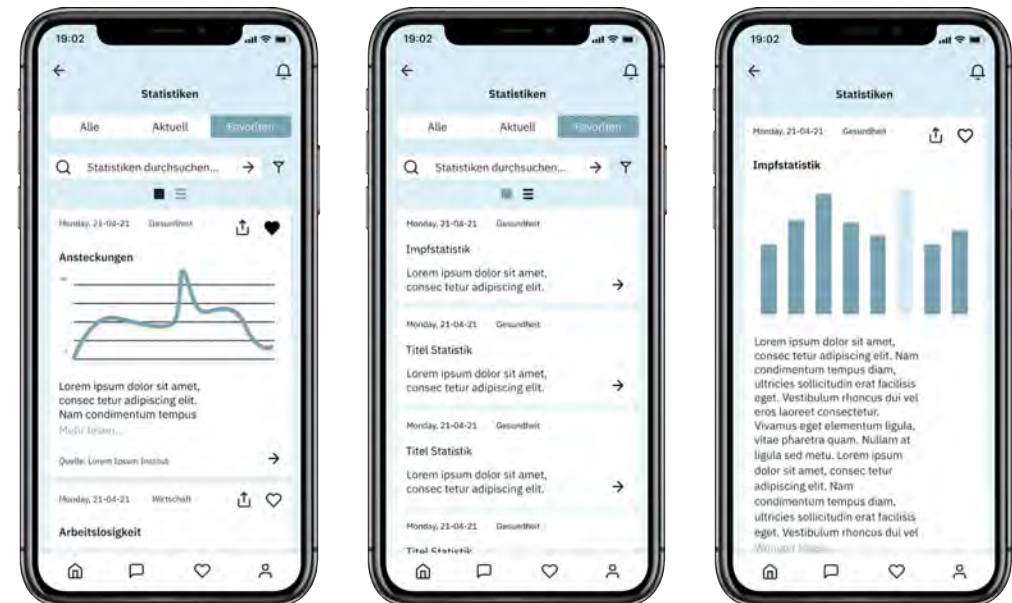 19:02
Statistiken
Alle Aktuell Favoriten
Statistiken durchsuchen...
Monday, 21-04-21 Gesundheit
Ansteckungen
Lorem ipsum dolor sit amet,
consec tetur adipiscing elit.
Nam condimentum tempus
Mehr lesen...
Quelle: Lorem Ipsum Institut
Monday, 21-04-21 Wirtschaft
Arbeitslosigkeit
19:02
Statistiken
Alle Aktuell Favoriten
Statistiken durchsuchen...
Monday, 21-04-21 Gesundheit
Impfstatistik
Lorem ipsum dolor sit amet,
consec tetur adipiscing elit.
Monday, 21-04-21 Gesundheit
Titel Statistik
Lorem ipsum dolor sit amet,
consec tetur adipiscing elit.
Monday, 21-04-21 Gesundheit
Titel Statistik
Lorem ipsum dolor sit amet,
consec tetur adipiscing elit.
Monday, 21-04-21 Gesundheit
Titel Statistik
19:02
Statistiken
Monday, 21-04-21 Gesundheit
Impfstatistik
Lorem ipsum dolor sit amet,
consec tetur adipiscing elit. Nam
condimentum tempus diam,
ultricies sollicitudin erat facilisis
eget. Vestibulum rhoncus dui vel
eros laoreet consectetur.
Vivamus eget elementum ligula,
vitae pharetra quam. Nullam at
ligula sed metu. Lorem ipsum
dolor sit amet, consec tetur
adipiscing elit. Nam
condimentum tempus diam,
ultricies sollicitudin erat facilisis
eget. Vestibulum rhoncus dui vel